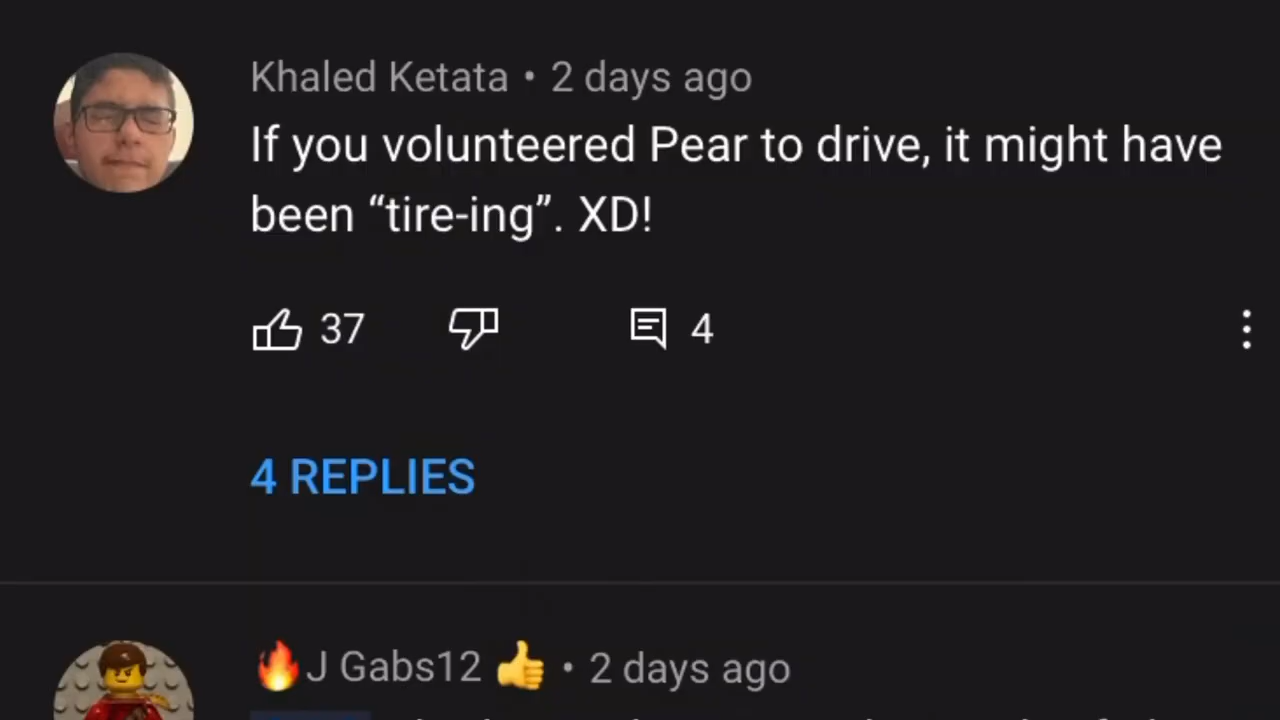 Khaled Ketata • 2 days ago
If you volunteered Pear to drive, it might have
been “tire-ing”. XD!
37 4
4 REPLIES
🔥J Gabs12 👍 • 2 days ago